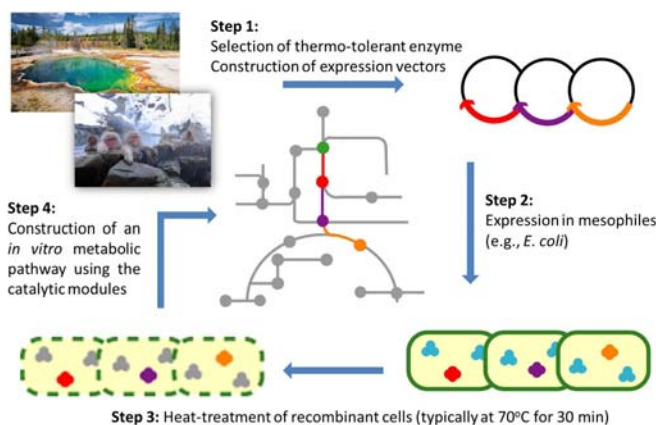 Step 1:
Selection of thermo-tolerant enzyme
Construction of expression vectors
Step 2:
Expression in mesophiles
(e.g., E. coli)
Step 4:
Construction of an
in vitro metabolic
pathway using the
catalytic modules
Step 3: Heat-treatment of recombinant cells (typically at 70ºC for 30 min)